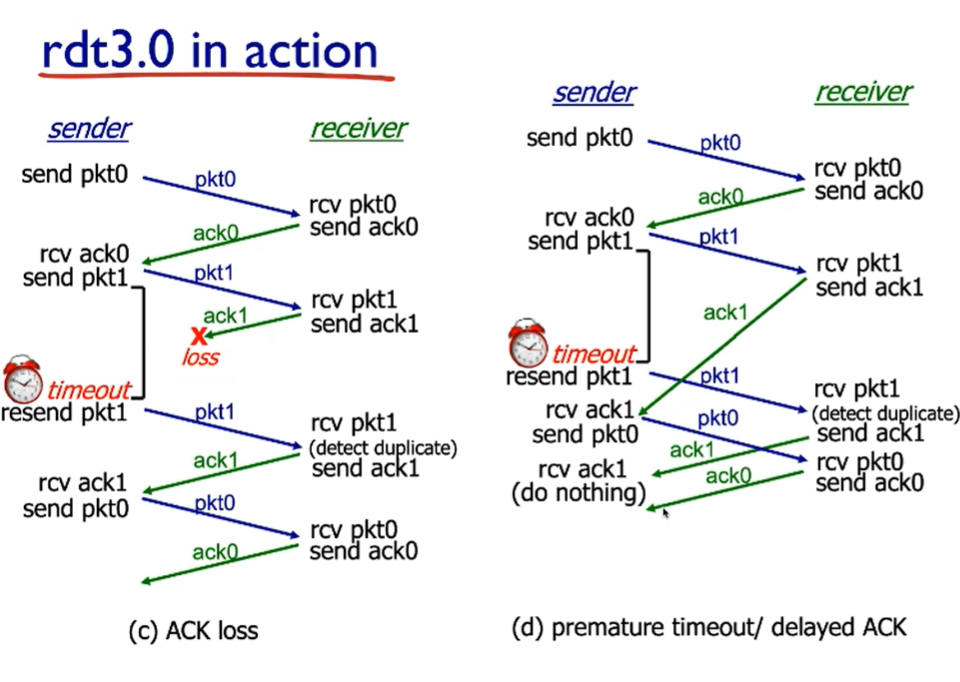 rdt3.0 in action
sender
receiver
send pkt0
pkt0
rcv pkt0
send ack0
ack0
rcv ack0
send pkt1
pkt1
rcv pkt1
send ack1
ack1
X
loss
timeout
resend pkt1
pkt1
rcv pkt1
(detect duplicate)
send ack1
ack1
rcv ack1
send pkt0
pkt0
rcv pkt0
send ack0
ack0
(c) ACK loss
sender
receiver
send pkt0
pkt0
rcv pkt0
send ack0
ack0
rcv ack0
send pkt1
pkt1
rcv pkt1
send ack1
ack1
timeout
resend pkt1
pkt1
rcv pkt1
(detect duplicate)
send ack1
rcv ack1
send pkt0
pkt0
ack1
rcv pkt0
send ack0
rcv ack1
(do nothing)
ack0
(d) premature timeout/ delayed ACK